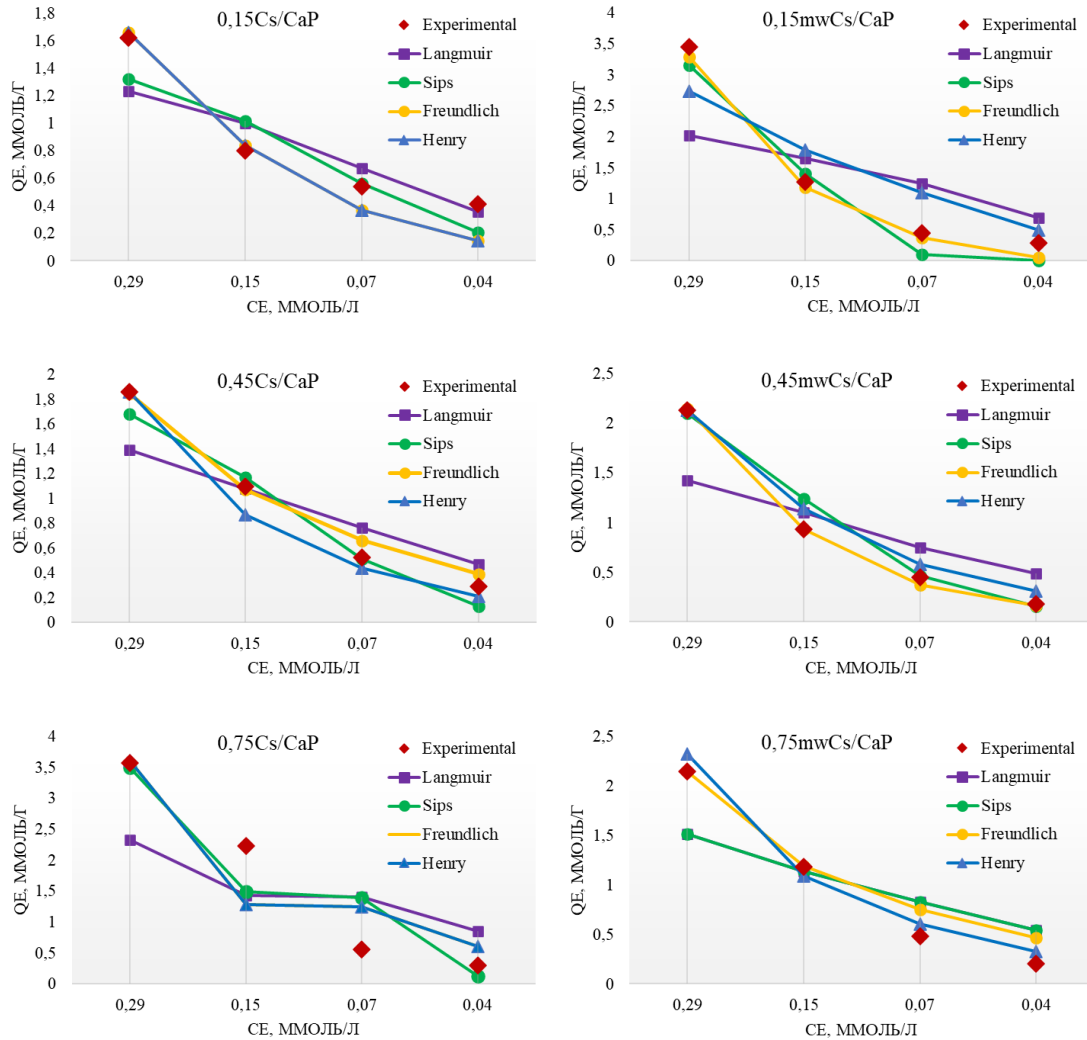 0,15Cs/CaP
QE, ММОЛЬ/Г
1,8
1,6
1,4
1,2
1
0,8
0,6
0,4
0,2
0
0,29
0,15
0,07
0,04
CE, ММОЛЬ/Л
Experimental
Langmuir
Sips
Freundlich
Henry
0,15mwCs/CaP
QE, ММОЛЬ/Г
3,5
3
2,5
2
1,5
1
0,5
0
0,29
0,15
0,07
0,04
CE, ММОЛЬ/Л
Experimental
Langmuir
Sips
Freundlich
Henry
0,45Cs/CaP
QE, ММОЛЬ/Г
2
1,8
1,6
1,4
1,2
1
0,8
0,6
0,4
0,2
0
0,29
0,15
0,07
0,04
CE, ММОЛЬ/Л
Experimental
Langmuir
Sips
Freundlich
Henry
0,45mwCs/CaP
QE, ММОЛЬ/Г
2,5
2
1,5
1
0,5
0
0,29
0,15
0,07
0,04
CE, ММОЛЬ/Л
Experimental
Langmuir
Sips
Freundlich
Henry
0,75Cs/CaP
QE, ММОЛЬ/Г
4
3,5
3
2,5
2
1,5
1
0,5
0
0,29
0,15
0,07
0,04
CE, ММОЛЬ/Л
Experimental
Langmuir
Sips
Freundlich
Henry
0,75mwCs/CaP
QE, ММОЛЬ/Г
2,5
2
1,5
1
0,5
0
0,29
0,15
0,07
0,04
CE, ММОЛЬ/Л
Experimental
Langmuir
Sips
Freundlich
Henry